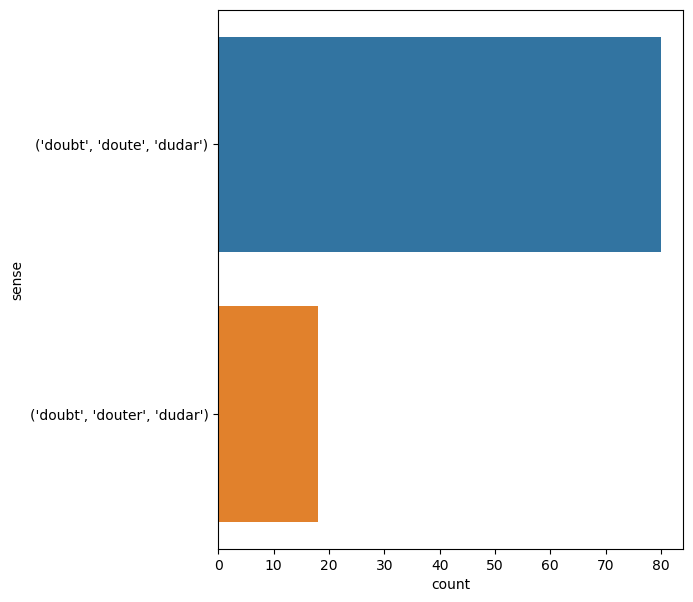 ('doubt', 'doute', 'dudar')
sense
('doubt', 'douter', 'dudar')
0 10 20 30 40 50 60 70 80
count